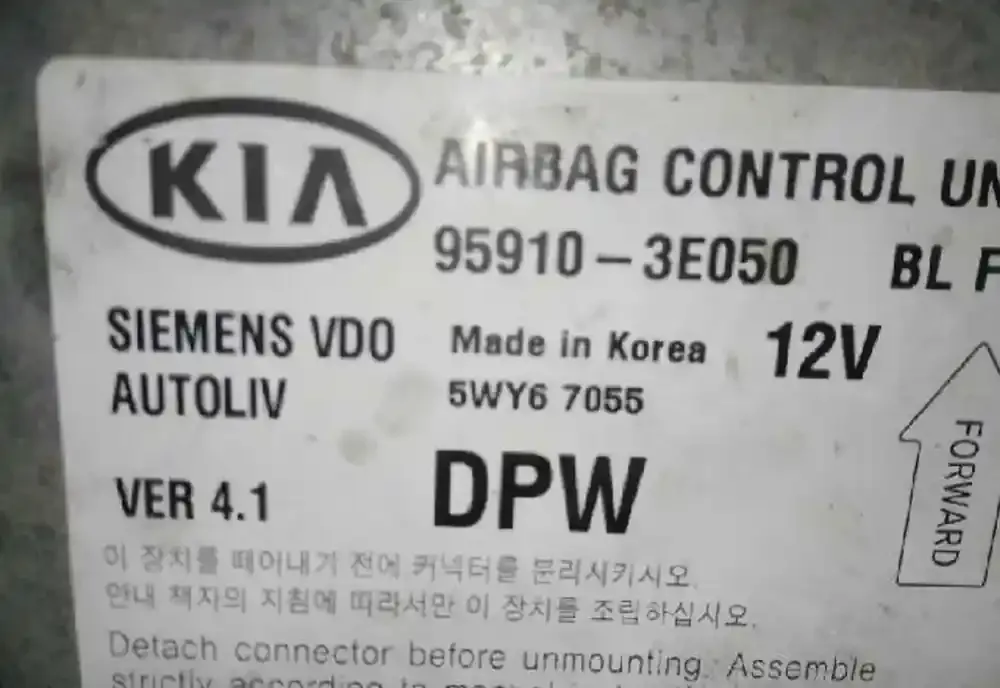 KIA
AIRBAG CONTROL UN
95910-3E050 BL F
SIEMENS VDO Made in Korea 12V
AUTOLIV 5WY6 7055
FORWARD
VER 4.1 DPW
이 장치를 떼어내기 전에 커넥터를 분리시키시오.
안내 책자의 지침에 따라서만 이 장치를 조립하십시오.
Detach connector before unmounting. Assemble
strictly according to